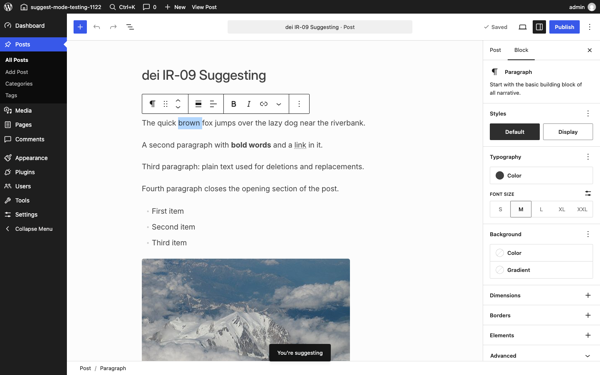 suggest-mode-testing-1122 Ctrl+K 0 New View Post admin
Dashboard
Posts
All Posts
Add Post
Categories
Tags
Media
Pages
Comments
Appearance
Plugins
Users
Tools
Settings
Collapse Menu
dei IR-09 Suggesting · Post
Saved
Publish
dei IR-09 Suggesting
B I
The quick brown fox jumps over the lazy dog near the riverbank.
A second paragraph with bold words and a link in it.
Third paragraph: plain text used for deletions and replacements.
Fourth paragraph closes the opening section of the post.
· First item
· Second item
· Third item
You're suggesting
Post / Paragraph
Post Block
Paragraph
Start with the basic building block of
all narrative.
Styles
Default Display
Typography
Color
FONT SIZE
S M L XL XXL
Background
Color
Gradient
Dimensions
Borders
Elements
Advanced